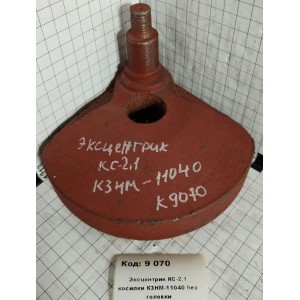 ЭКСЦЕНТРИК
КС-2,1
КЗНМ-11040
К9070
Код: 9 070
Эксцентрик КС-2,1
косилки КЗНМ-11040 без
головки